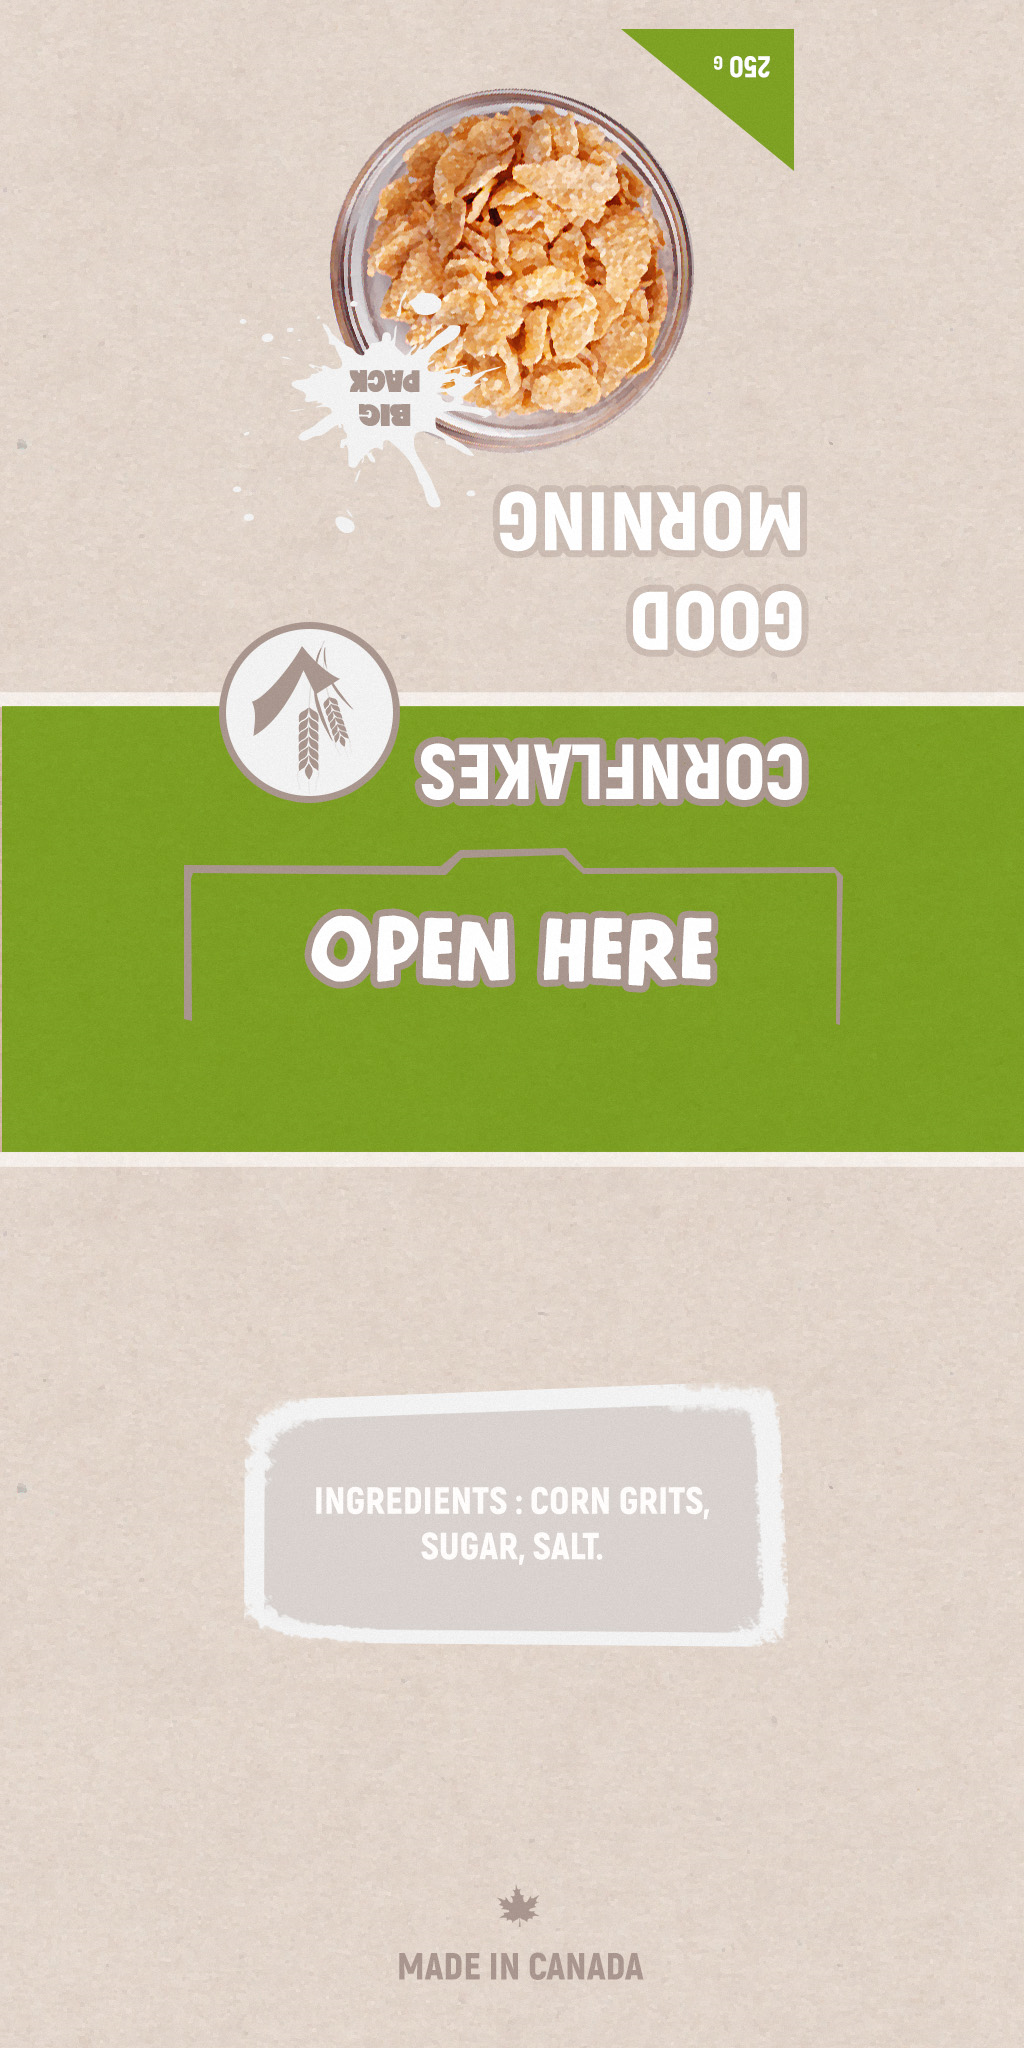 GOOD
MORNING
CORNFLAKES
BIG
PACK
250 G
OPEN HERE
INGREDIENTS : CORN GRITS,
SUGAR, SALT.
MADE IN CANADA